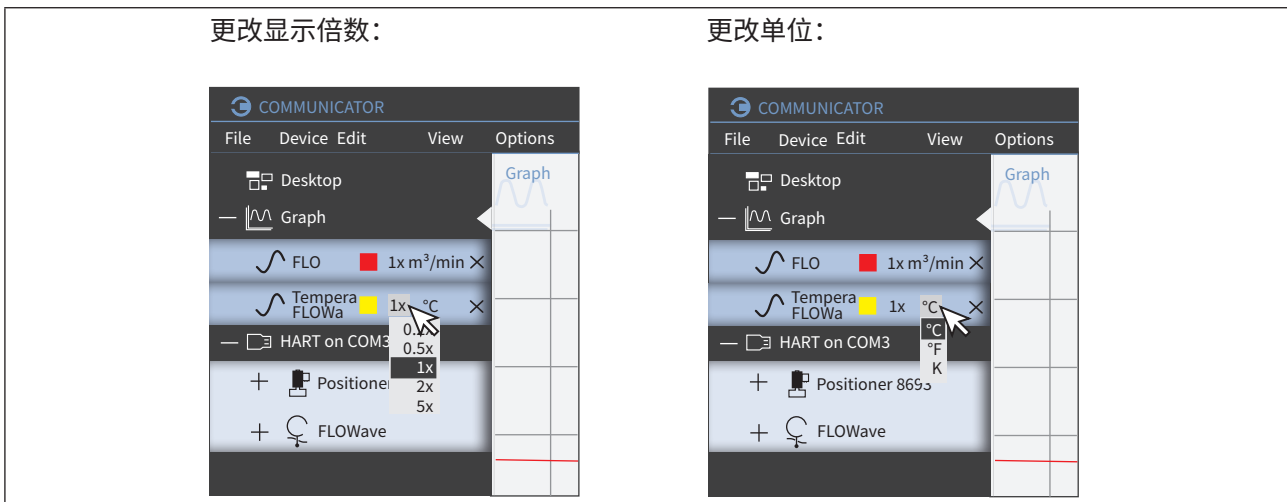 更改显示倍数：
COMMUNICATOR
File Device Edit View Options
Desktop
Graph
Graph
FLO 1x m³/min
Tempera
FLOWa
1x °C
HART on COM3
0.5x
1x
Positione
2x
5x
FLOWave
更改单位：
COMMUNICATOR
File Device Edit View Options
Desktop
Graph
Graph
FLO 1x m³/min
Tempera
FLOWa
1x °C
°C
HART on COM3
°F
K
Positioner 8693
FLOWave